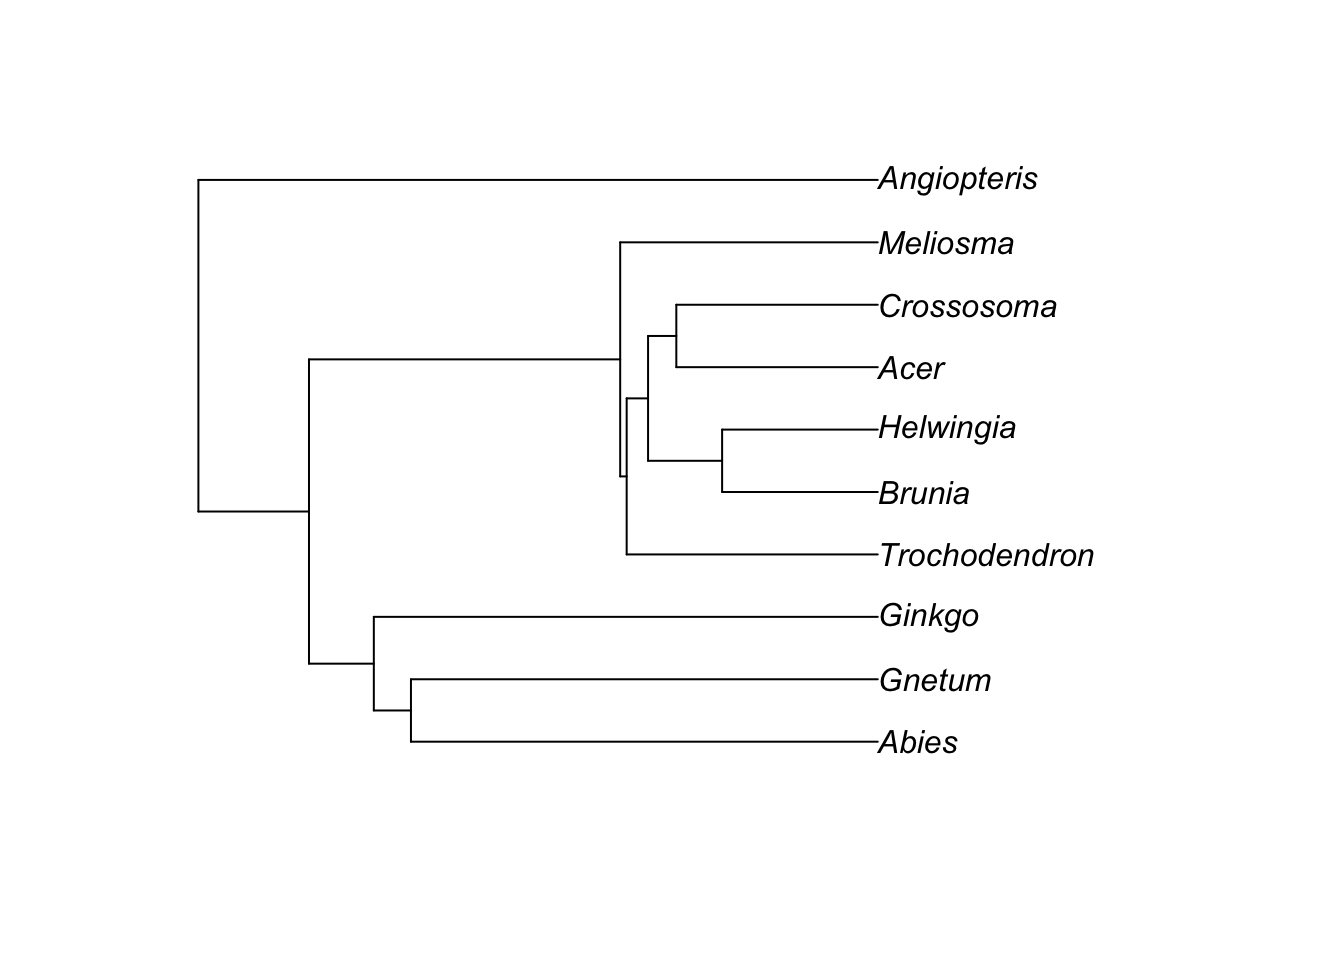 Angiopteris
Meliosma
Crossosoma
Acer
Helwingia
Brunia
Trochodendron
Ginkgo
Gnetum
Abies